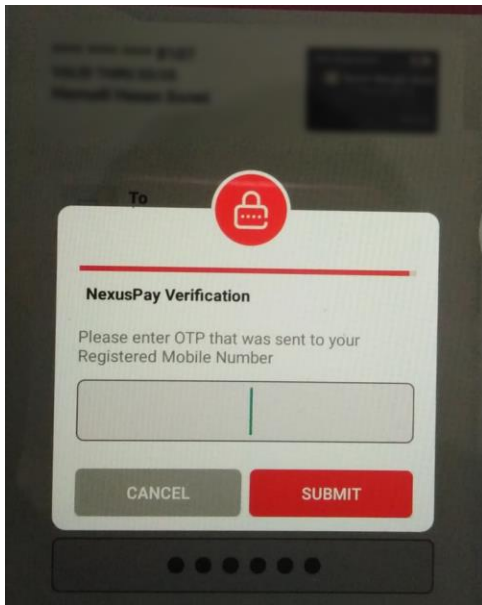 To
NexusPay Verification
Please enter OTP that was sent to your
Registered Mobile Number
CANCEL
SUBMIT